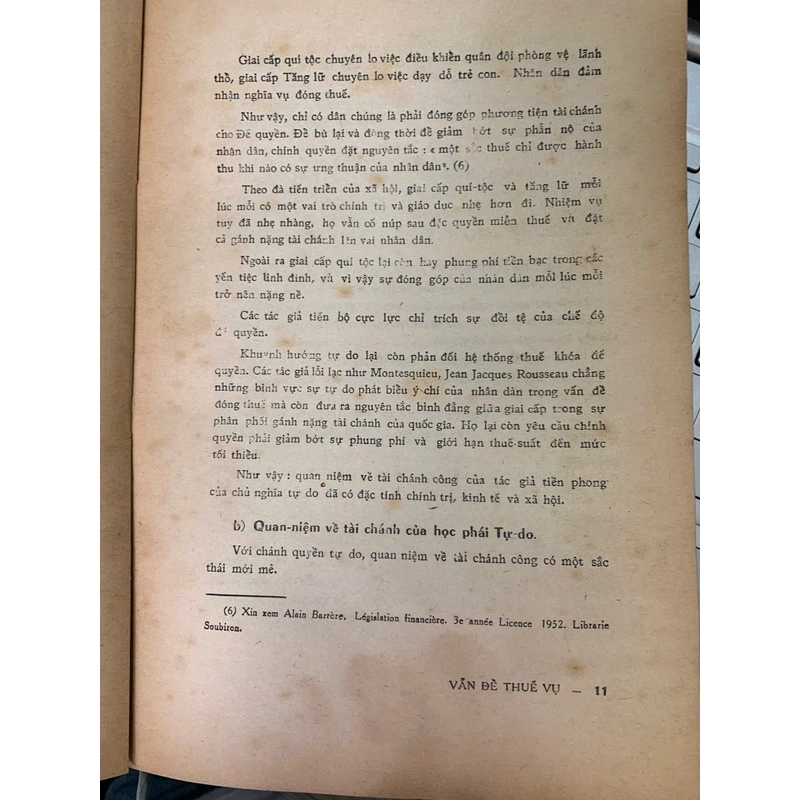 Giai cấp qui tộc chuyên lo việc điều khiển quân đội phòng vệ lãnh
thổ, giai cấp Tăng lữ chuyên lo việc dạy dỗ trẻ con. Nhân dân đảm
nhận nghĩa vụ đóng thuế.
Như vậy, chỉ có dân chúng là phải đóng góp phương tiện tài chánh
cho Đế quyền. Để bù lại và đồng thời để giảm bớt sự phẫn nộ của
nhân dân, chính quyền đặt nguyên tắc : « một sắc thuế chỉ được hành
thu khi nào có sự ưng thuận của nhân dân». (6)
Theo đà tiến triển của xã hội, giai cấp quí-tộc và tăng lữ mỗi
lúc mỗi có một vai trò chính trị và giáo dục nhẹ hơn đi. Nhiệm vụ
tuy đã nhẹ nhàng, họ vẫn cố núp sau đặc quyền miễn thuế và đặt
cả gánh nặng tài chánh lên vai nhân dân.
Ngoài ra giai cấp quí tộc lại còn hay phung phí tiền bạc trong các
yến tiệc linh đình, và vì vậy sự đóng góp của nhân dân mỗi lúc mỗi
trở nên nặng nề.
Các tác giả tiến bộ cực lực chỉ trích sự đồi tệ của chế độ
đế quyền.
Khuynh hướng tự do lại còn phản đối hệ thống thuế khóa đế
quyền. Các tác giả lỗi lạc như Montesquieu, Jean Jacques Rousseau chẳng
những binh vực sự tự do phát biểu ý chí của nhân dân trong vấn đề
đóng thuế mà còn đưa ra nguyên tắc bình đẳng giữa giai cấp trong sự
phân phối gánh nặng tài chánh của quốc gia. Họ lại còn yêu cầu chính
quyền phải giảm bớt sự phung phí và giới hạn thuế-suất đến mức
tối thiểu.
Như vậy : quan niệm về tài chánh công của tác giả tiền phong
của chủ nghĩa tự do đã có đặc tính chính trị, kinh tế và xã hội.
b) Quan-niệm về tài chánh của học phái Tự-do.
Với chánh quyền tự do, quan niệm về tài chánh công có một sắc
thái mới mẻ.
(6) Xin xem Alain Barrère, Législation financière. 3e année Licence 1952. Librarie
Soubiron.
VẤN ĐỀ THUẾ VỤ — 11